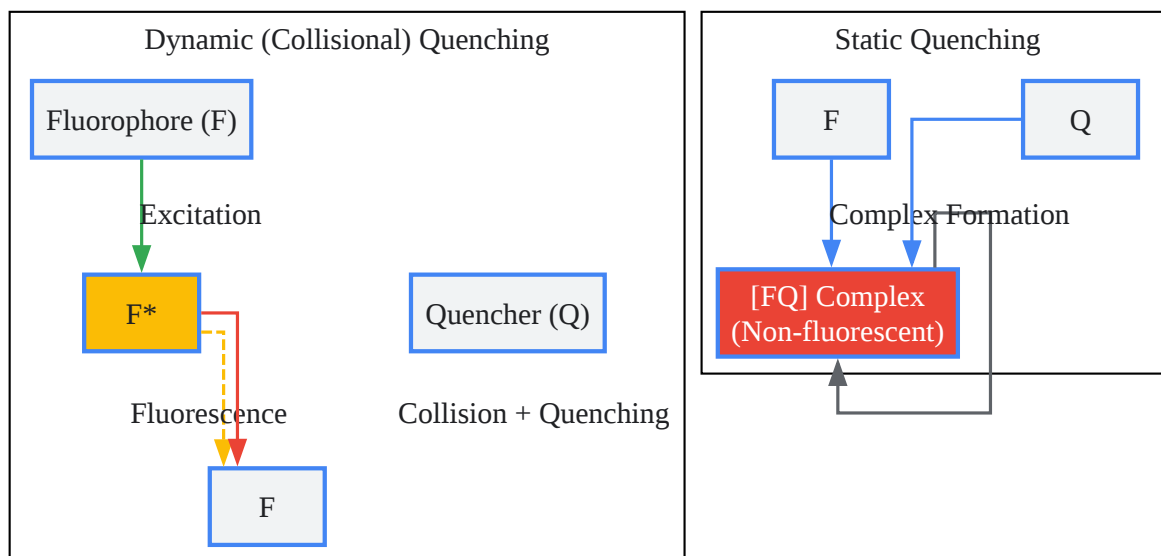 Dynamic (Collisional) Quenching
Fluorophore (F)
Excitation
F*
Quencher (Q)
Fluorescence
Collision + Quenching
F
Static Quenching
F
Q
Complex Formation
[FQ] Complex
(Non-fluorescent)